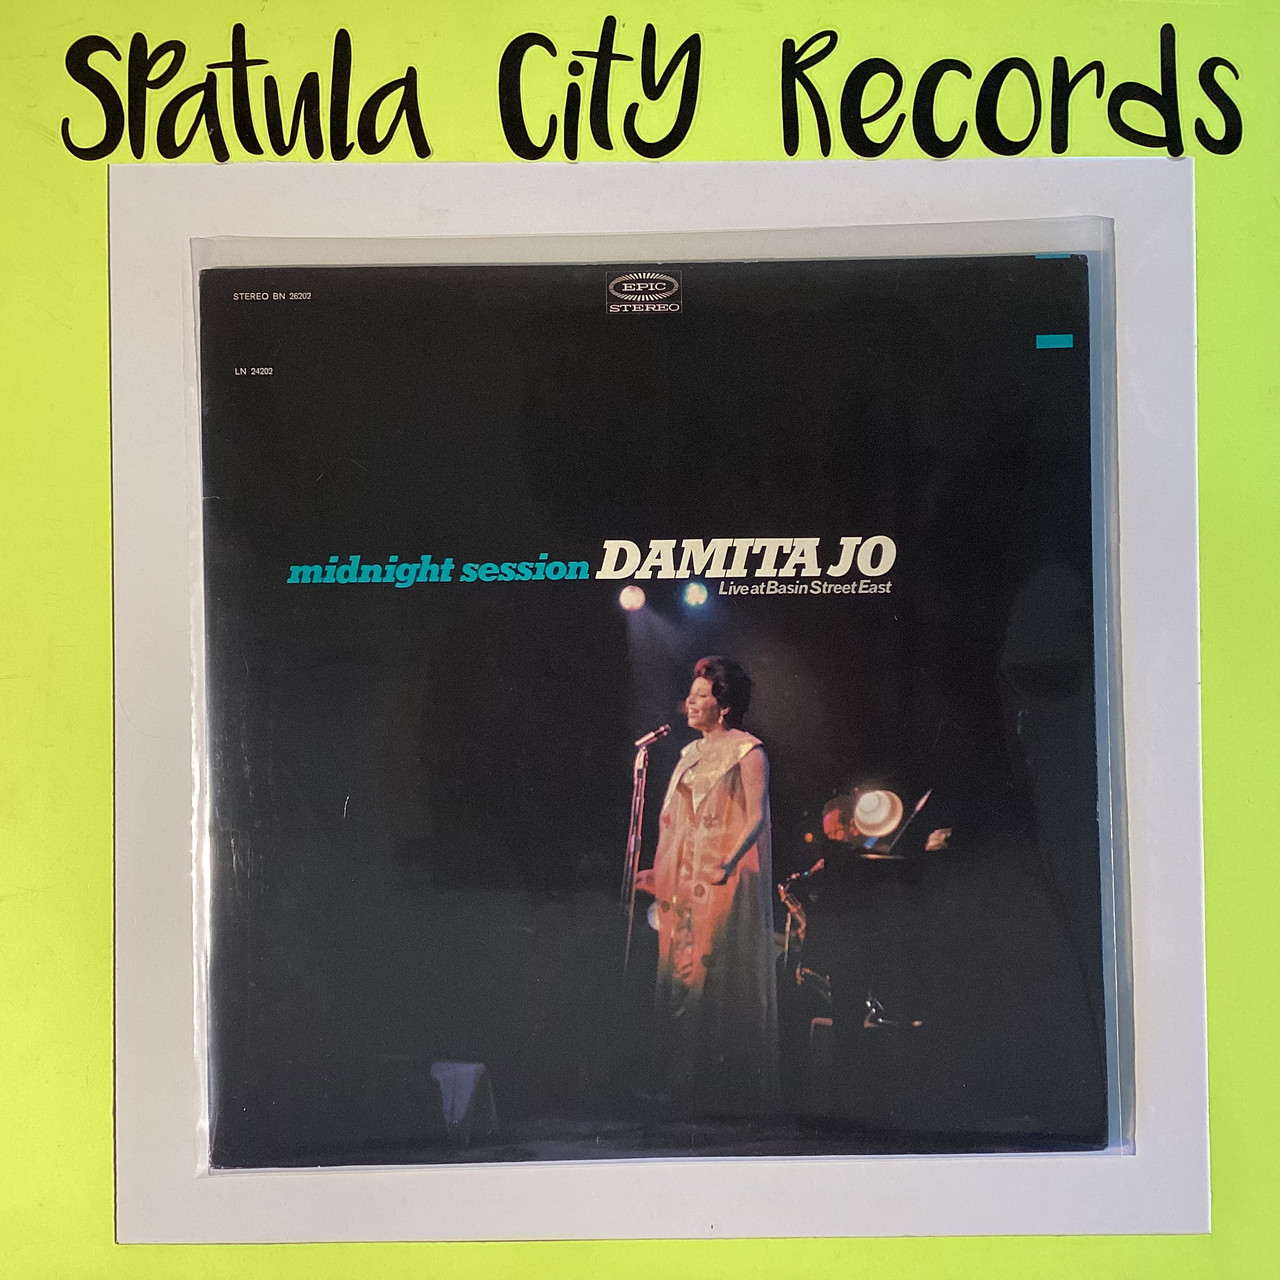 Spatula City Records
STEREO BN 26202
EPIC
STEREO
LN 24202
midnight session DAMITA JO
Live at Basin Street East